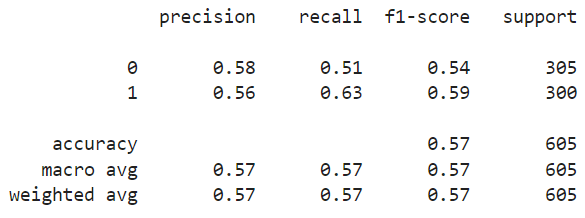 precision recall f1-score support
0 0.58 0.51 0.54 305
1 0.56 0.63 0.59 300
accuracy 0.57 605
macro avg 0.57 0.57 0.57 605
weighted avg 0.57 0.57 0.57 605